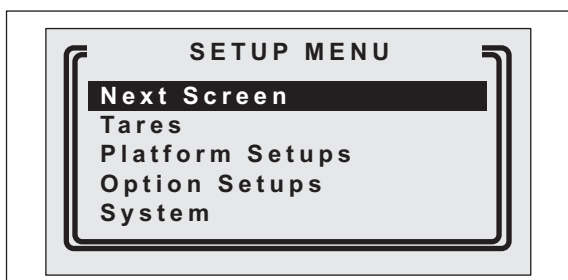 SETUP MENU
Next Screen
Tares
Platform Setups
Option Setups
System